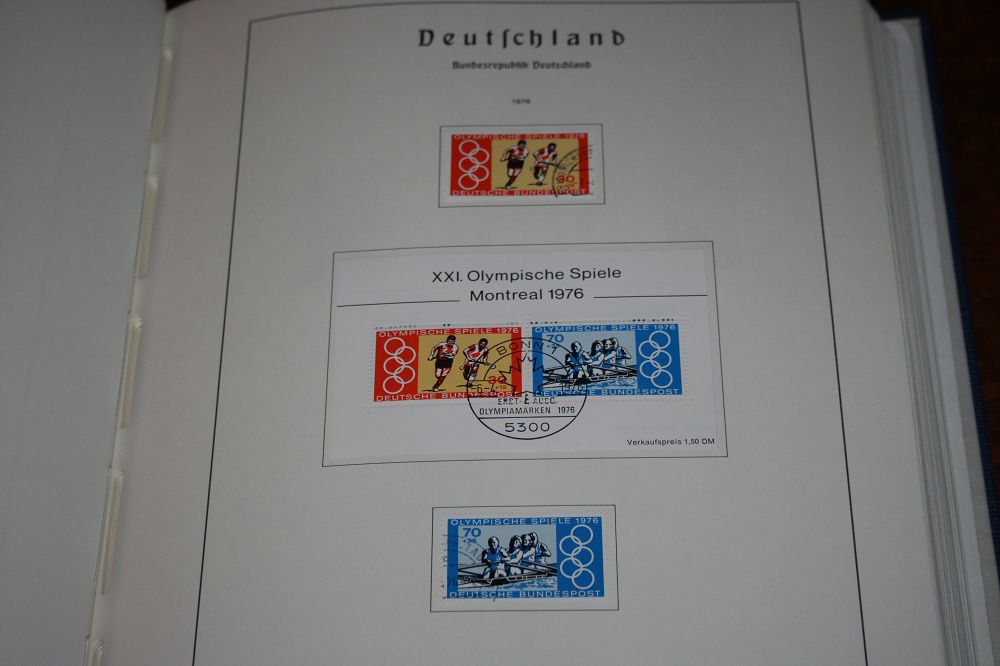 Deutſchland
Bundesrepublik Deutschland
1976
OLYMPISCHE SPIELE 1976
30
DEUTSCHE BUNDESPOST
XXI. Olympische Spiele
Montreal 1976
OLYMPISCHE SPIELE 1976
30
+15
DEUTSCHE BUNDESPOST
OLYMPISCHE SPIELE 1976
70
DEUTSCHE BUNDESPOST
BONN 1
OLYMPIAMARKEN 1976
5300
Verkaufspreis 1,50 DM
OLYMPISCHE SPIELE 1976
70
DEUTSCHE BUNDESPOST